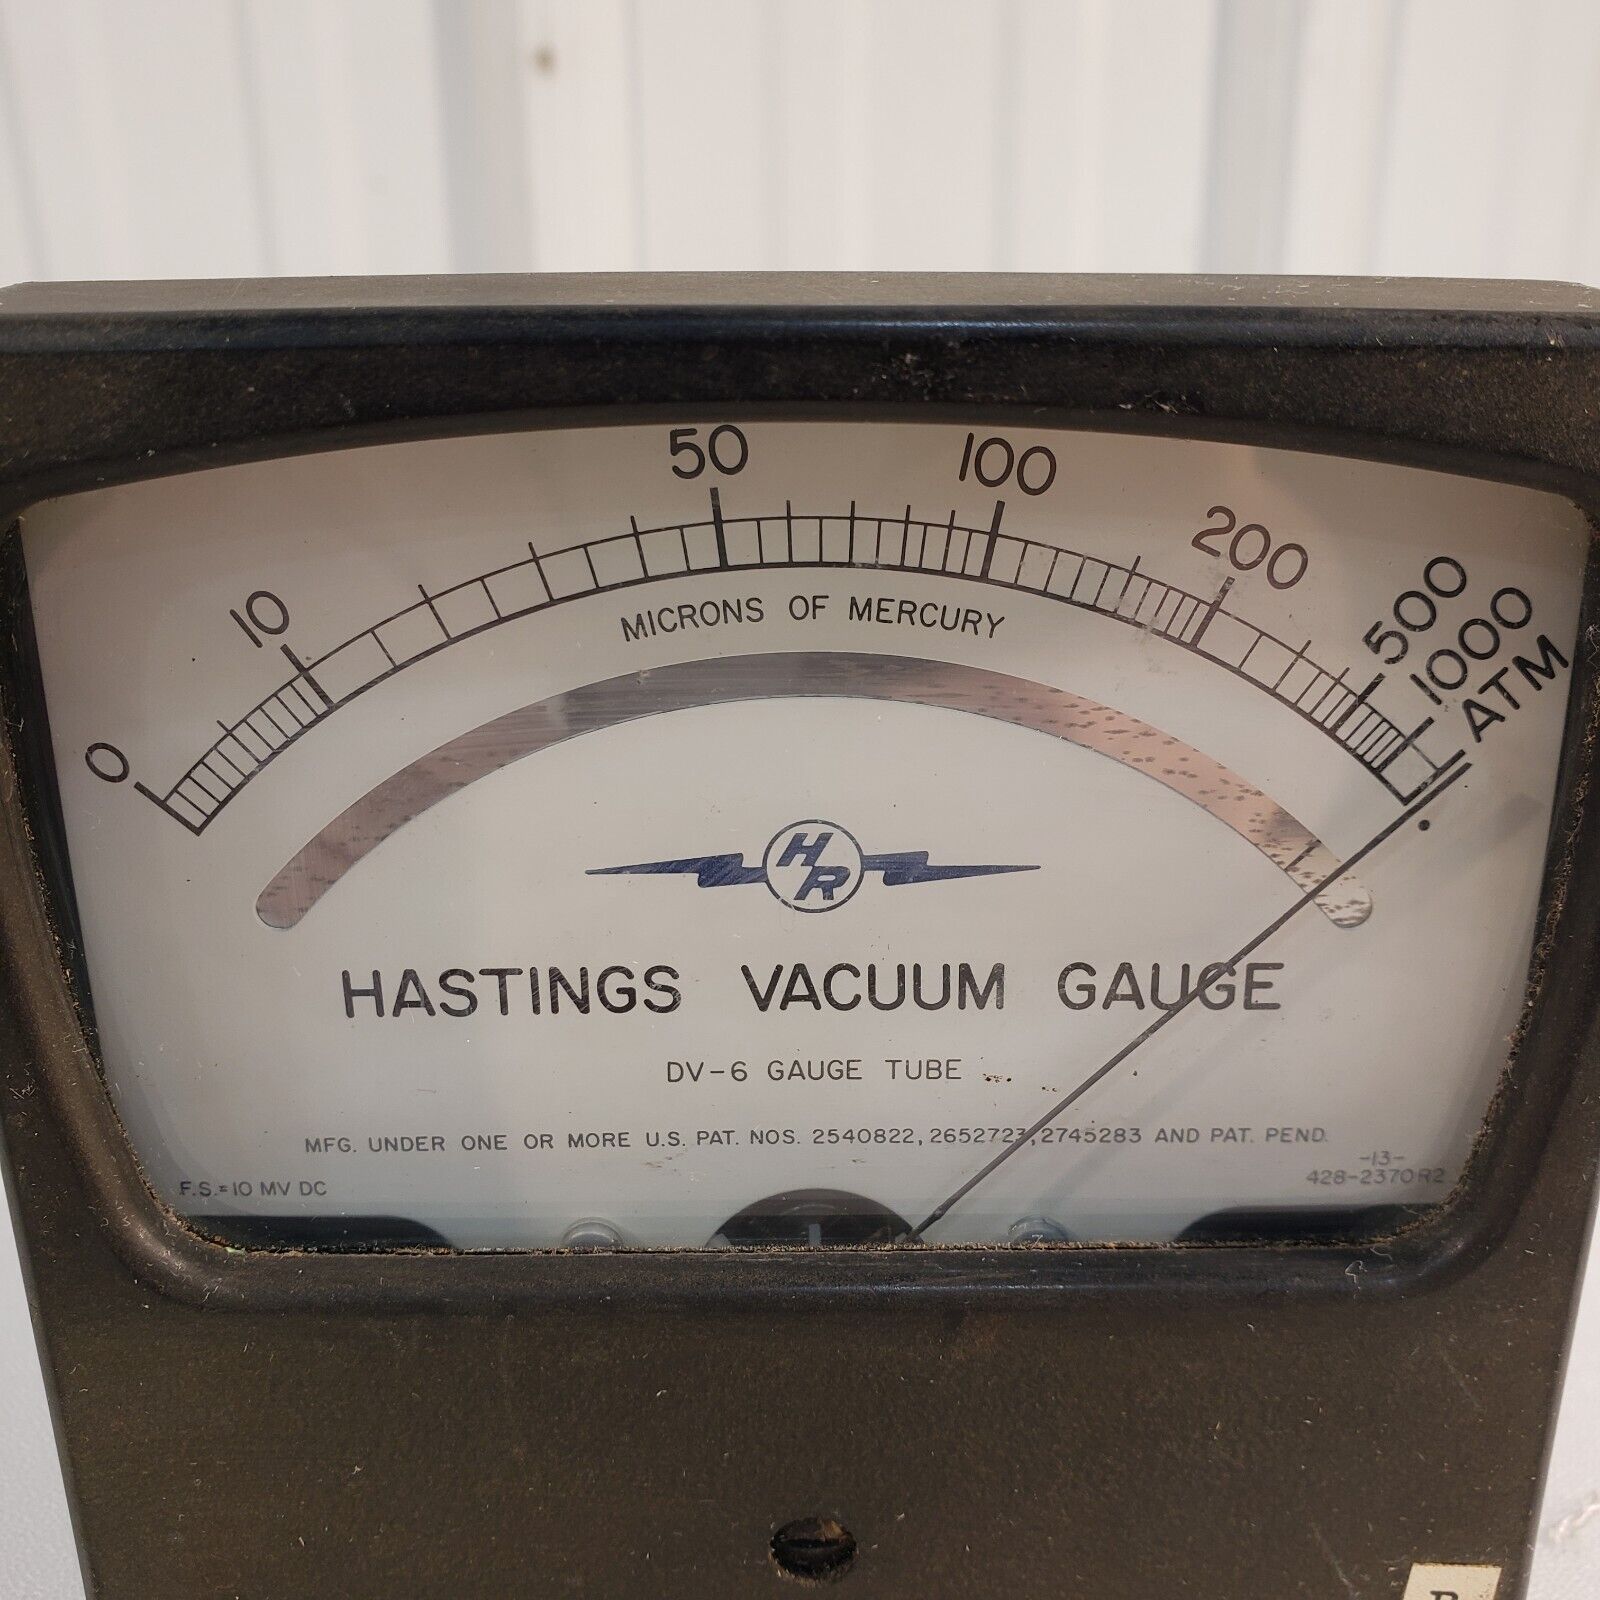 0 10 50 100 200 500 1000 ATM
MICRONS OF MERCURY
HR
HASTINGS VACUUM GAUGE
DV-6 GAUGE TUBE
MFG. UNDER ONE OR MORE U.S. PAT. NOS. 2540822, 2652723, 2745283 AND PAT. PEND.
-13-
F.S.=10 MV DC
428-2370R2